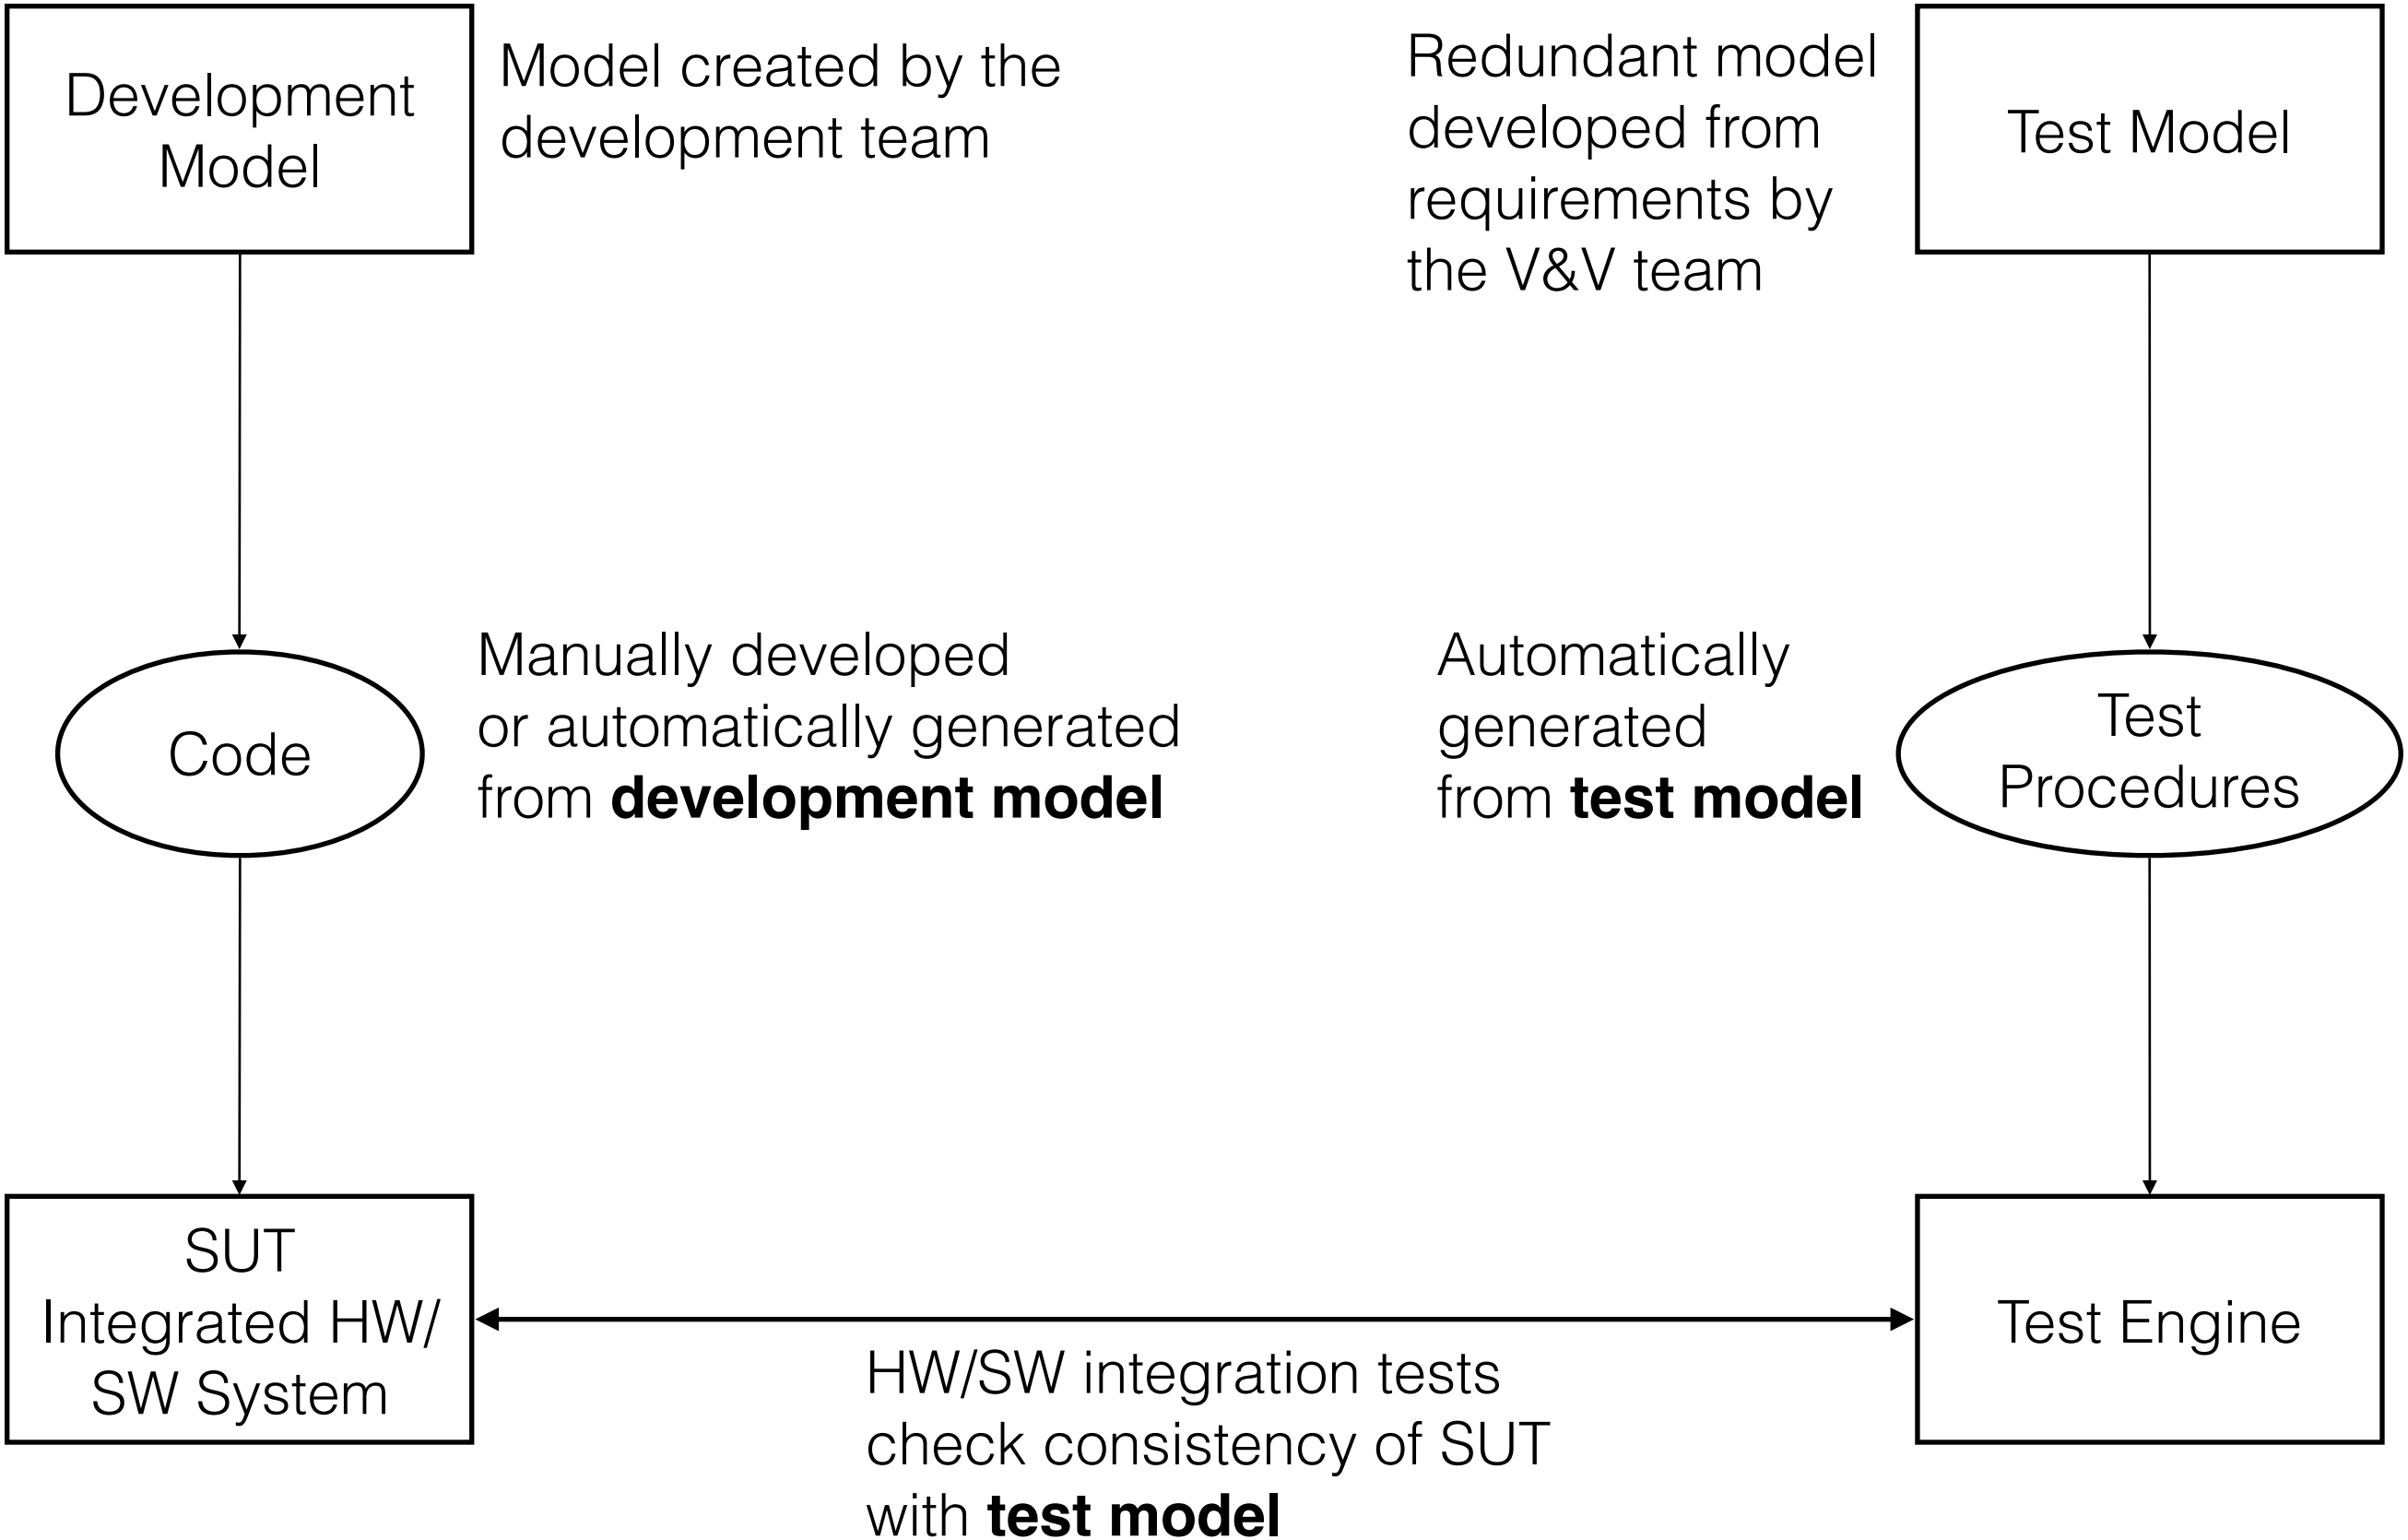 Development
Model
Model created by the
development team
Redundant model
developed from
requirements by
the V&V team
Test Model
Code
Manually developed
or automatically generated
from development model
Automatically
generated
from test model
Test
Procedures
SUT
Integrated HW/
SW System
HW/SW integration tests
check consistency of SUT
with test model
Test Engine